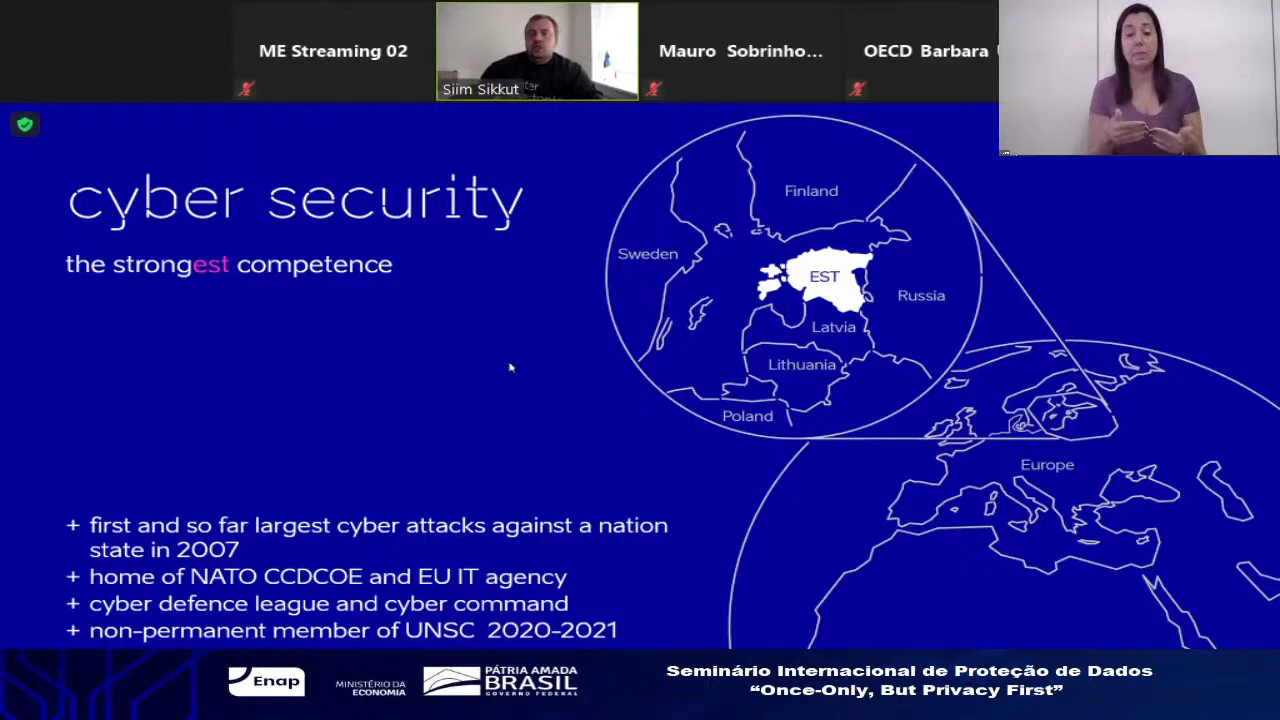 ME Streaming 02
Siim Sikkut
Mauro Sobrinho...
OECD Barbara
cyber security
the strongest competence
Finland
Sweden
EST
Russia
Latvia
Lithuania
Poland
Europe
+ first and so far largest cyber attacks against a nation
state in 2007
+ home of NATO CCDCOE and EU IT agency
+ cyber defence league and cyber command
+ non-permanent member of UNSC 2020-2021
Enap
MINISTÉRIO DA
ECONOMIA
PÁTRIA AMADA
BRASIL
GOVERNO FEDERAL
Seminário Internacional de Proteção de Dados
“Once-Only, But Privacy First”